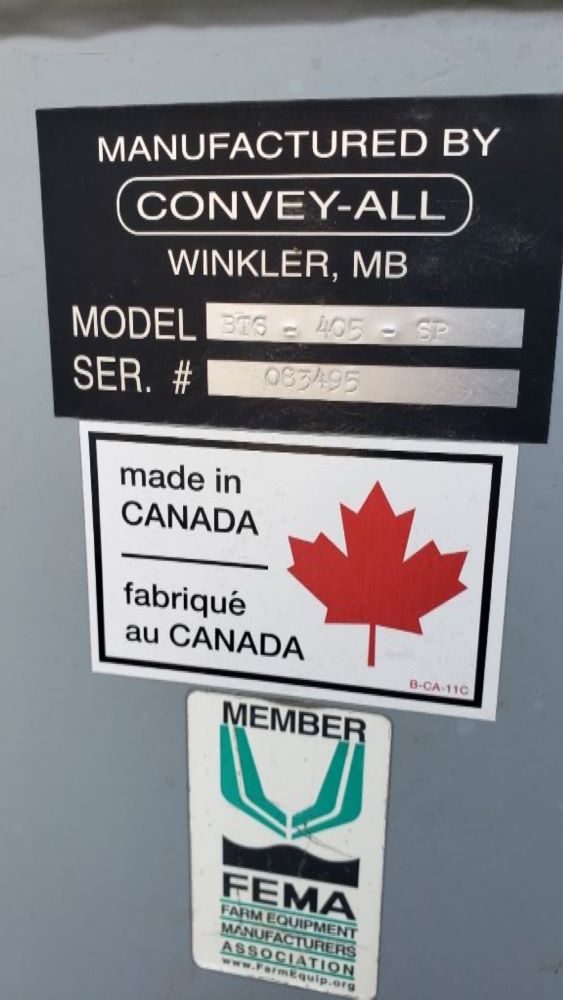 MANUFACTURED BY
CONVEY-ALL
WINKLER, MB
MODEL BTS - 405 - SP
SER. # 083495
made in
CANADA
fabriqué
au CANADA
B-CA-11C
MEMBER
FEMA
FARM EQUIPMENT
MANUFACTURERS
ASSOCIATION
www.FarmEquip.org